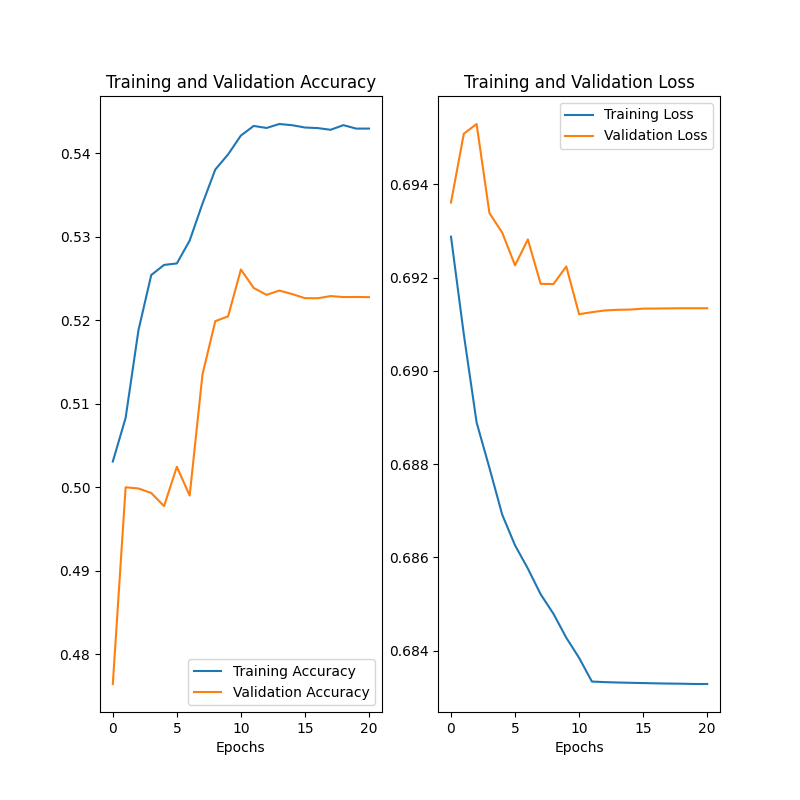 Training and Validation Accuracy
0.54
0.53
0.52
0.51
0.50
0.49
0.48
Training Accuracy
Validation Accuracy
0
5
10
15
20
Epochs
Training and Validation Loss
Training Loss
Validation Loss
0.694
0.692
0.690
0.688
0.686
0.684
0
5
10
15
20
Epochs